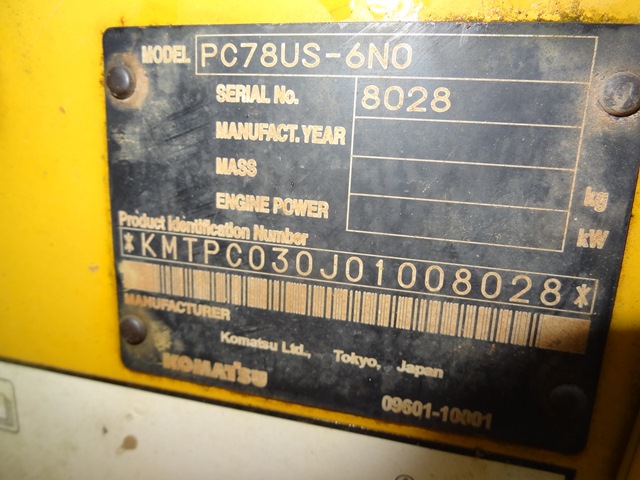 MODEL PC78US-6N0
SERIAL No. 8028
MANUFACT. YEAR
MASS kg
ENGINE POWER kW
Product Identification Number
*KMTPC030J01008028*
MANUFACTURER
Komatsu Ltd., Tokyo, Japan
KOMATSU
09601-10001